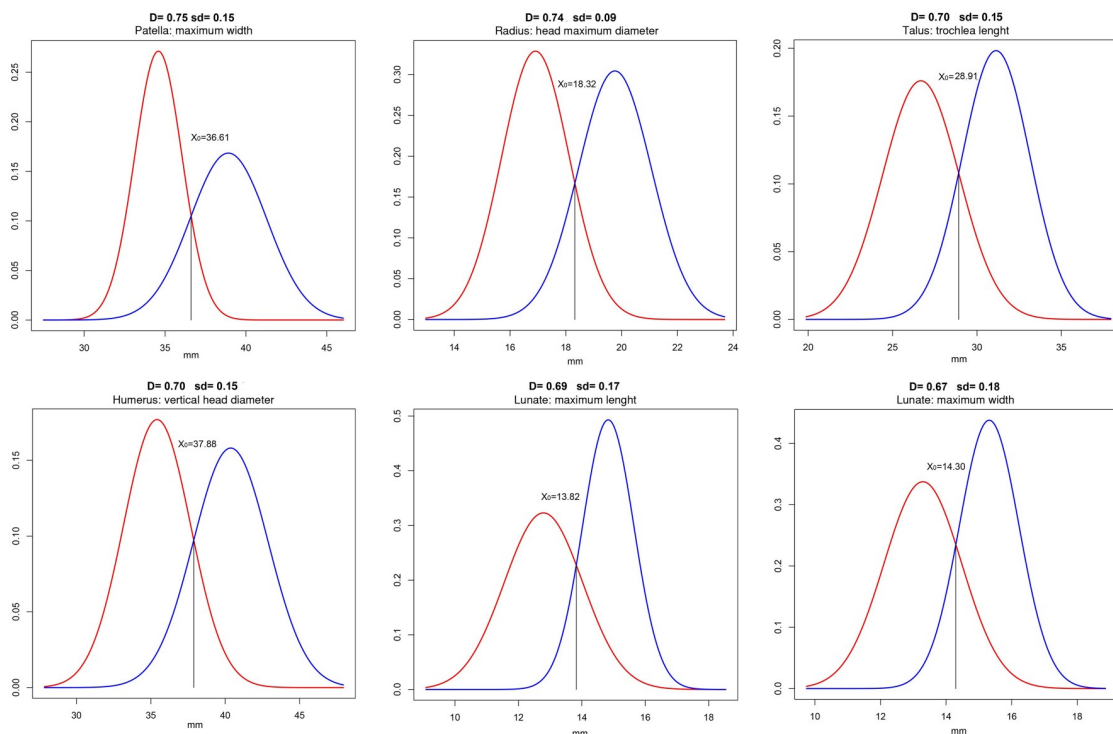 D= 0.75 sd= 0.15
Patella: maximum width
X₀=36.61
0.25
0.20
0.15
0.10
0.05
0.00
30 35 40 45
mm
D= 0.74 sd= 0.09
Radius: head maximum diameter
X₀=18.32
0.30
0.25
0.20
0.15
0.10
0.05
0.00
14 16 18 20 22 24
mm
D= 0.70 sd= 0.15
Talus: trochlea lenght
X₀=28.91
0.20
0.15
0.10
0.05
0.00
20 25 30 35
mm
D= 0.70 sd= 0.15
Humerus: vertical head diameter
X₀=37.88
0.15
0.10
0.05
0.00
30 35 40 45
mm
D= 0.69 sd= 0.17
Lunate: maximum lenght
X₀=13.82
0.5
0.4
0.3
0.2
0.1
0.0
10 12 14 16 18
mm
D= 0.67 sd= 0.18
Lunate: maximum width
X₀=14.30
0.4
0.3
0.2
0.1
0.0
10 12 14 16 18
mm